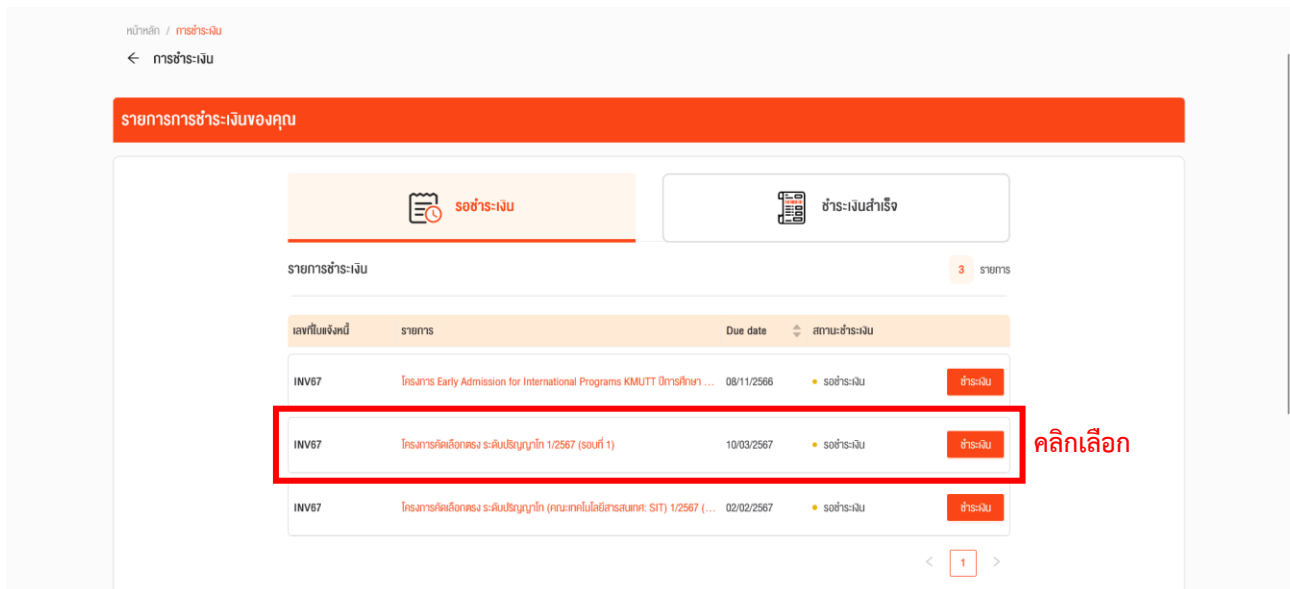 หน้าหลัก / การชำระเงิน
← การชำระเงิน
รายการการชำระเงินของคุณ
รอชำระเงิน
ชำระเงินสำเร็จ
รายการชำระเงิน
3 รายการ
เลขที่ใบแจ้งหนี้ รายการ Due date สถานะชำระเงิน
INV67 โครงการ Early Admission for International Programs KMUTT ปีการศึกษา ... 08/11/2566 รอชำระเงิน ชำระเงิน
INV67 โครงการคัดเลือกตรง ระดับปริญญาโท 1/2567 (รอบที่ 1) 10/03/2567 รอชำระเงิน ชำระเงิน
คลิกเลือก
INV67 โครงการคัดเลือกตรง ระดับปริญญาโท (คณะเทคโนโลยีสารสนเทศ: SIT) 1/2567 (... 02/02/2567 รอชำระเงิน ชำระเงิน
< 1 >